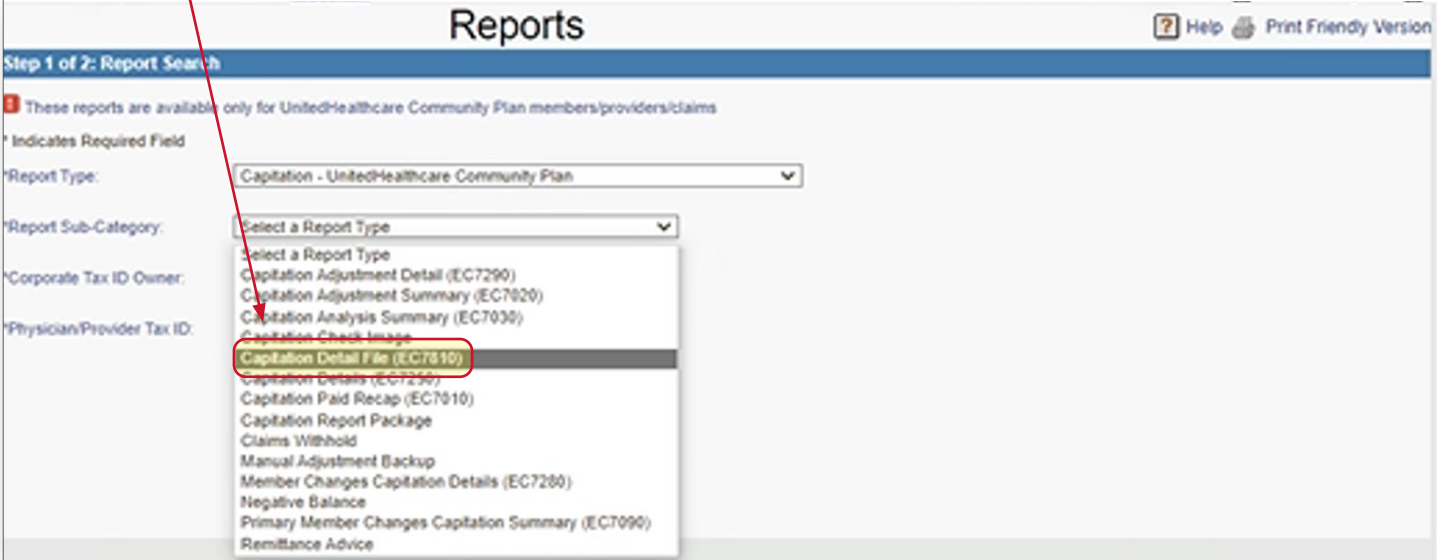 Reports
Help Print Friendly Version
Step 1 of 2: Report Search
These reports are available only for UnitedHealthcare Community Plan members/providers/claims
* Indicates Required Field
*Report Type: Capitation - UnitedHealthcare Community Plan
*Report Sub-Category: Select a Report Type
Select a Report Type
*Corporate Tax ID Owner: Capitation Adjustment Detail (EC7290)
Capitation Adjustment Summary (EC7020)
Capitation Analysis Summary (EC7030)
*Physician/Provider Tax ID: Capitation Check Image
Capitation Detail File (EC7810)
Capitation Details (EC7250)
Capitation Paid Recap (EC7010)
Capitation Report Package
Claims Withhold
Manual Adjustment Backup
Member Changes Capitation Details (EC7280)
Negative Balance
Primary Member Changes Capitation Summary (EC7090)
Remittance Advice